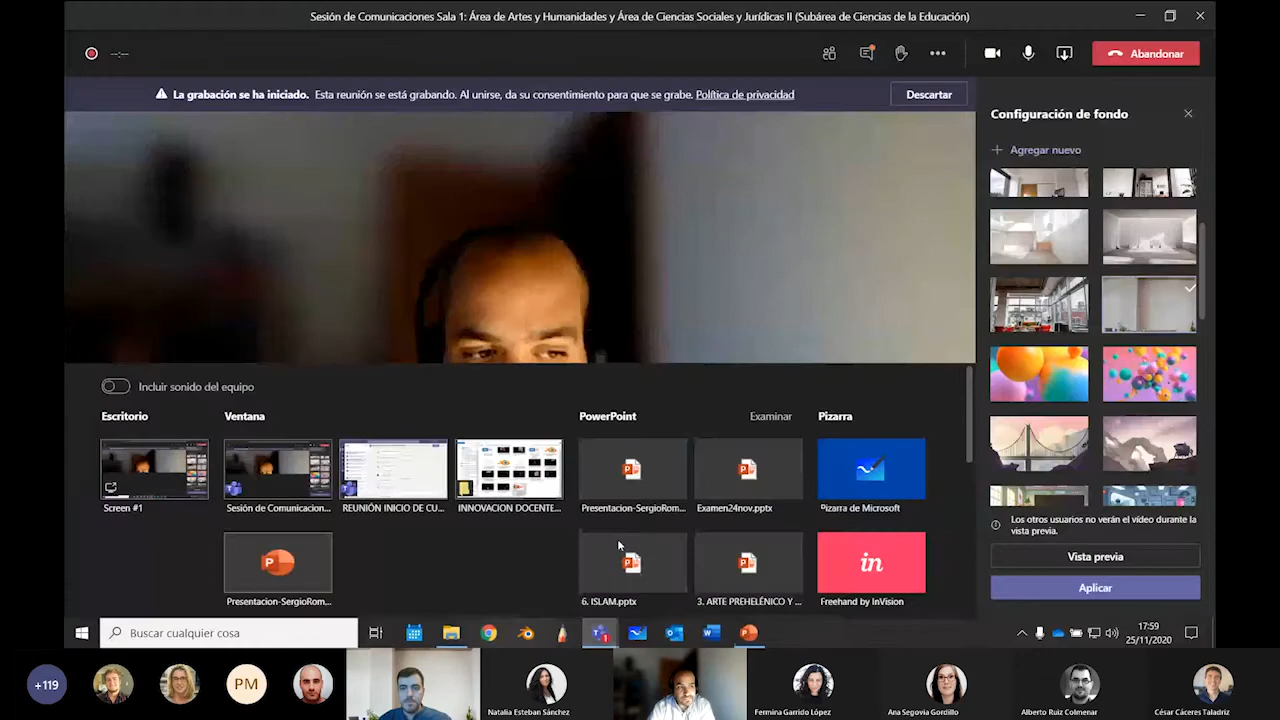 Sesión de Comunicaciones Sala 1: Área de Artes y Humanidades y Área de Ciencias Sociales y Jurídicas II (Subárea de Ciencias de la Educación)
--:--
Abandonar
La grabación se ha iniciado. Esta reunión se está grabando. Al unirse, da su consentimiento para que se grabe. Política de privacidad
Descartar
Configuración de fondo
Agregar nuevo
Incluir sonido del equipo
Escritorio
Ventana
PowerPoint
Examinar
Pizarra
Screen #1
Sesión de Comunicacion...
REUNIÓN INICIO DE CU...
INNOVACION DOCENTE...
Presentacion-SergioRom...
Examen24nov.pptx
Pizarra de Microsoft
Presentacion-SergioRom...
6. ISLAM.pptx
3. ARTE PREHELÉNICO Y ...
in
Freehand by InVision
Los otros usuarios no verán el vídeo durante la
vista previa.
Vista previa
Aplicar
Buscar cualquier cosa
1
17:59
25/11/2020
+119
PM
Natalia Esteban Sánchez
Fermina Garrido López
Ana Segovia Gordillo
Alberto Ruiz Colmenar
César Cáceres Taladriz